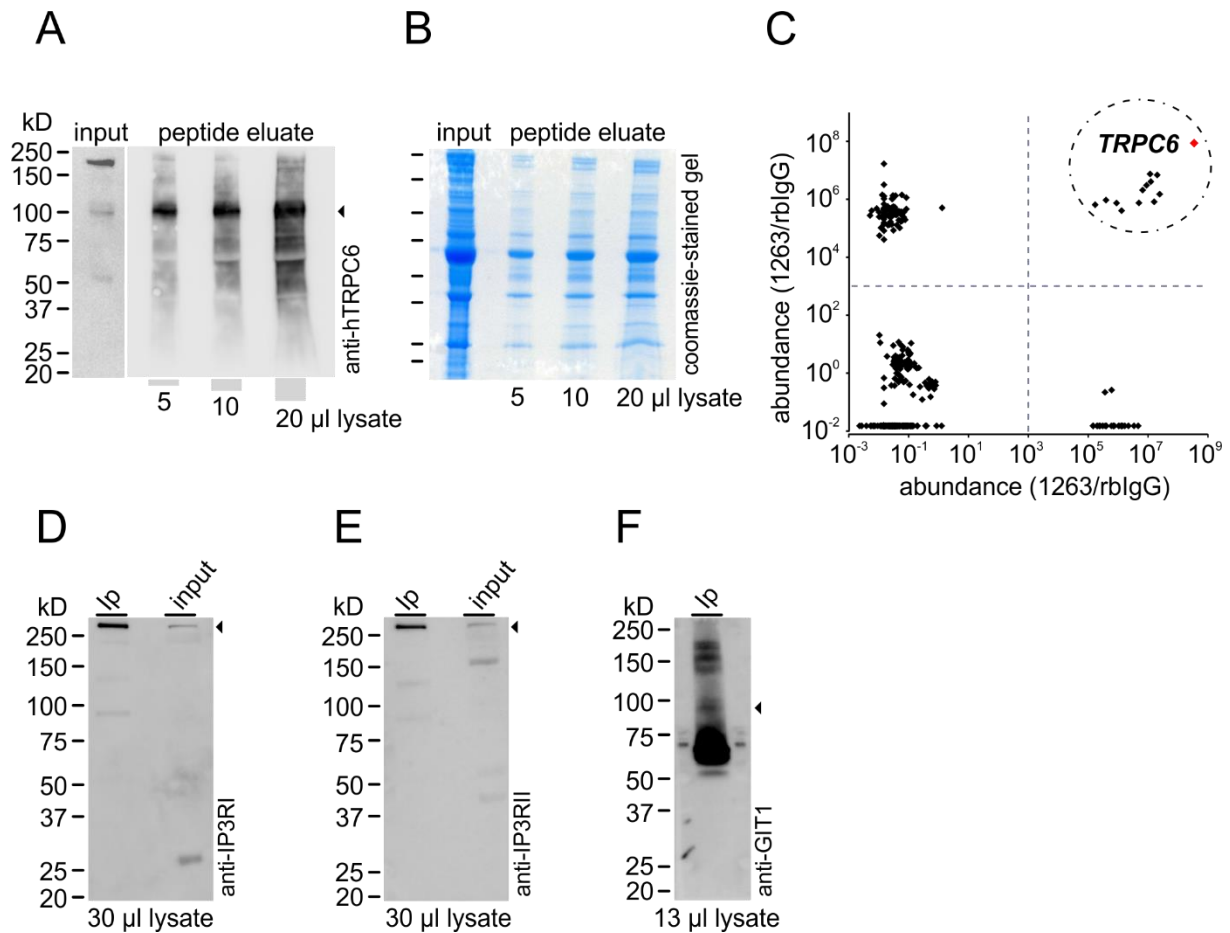 A
kD
input
peptide eluate
250
150
100
75
50
37
25
20
anti-hTRPC6
5
10
20 µl lysate
B
input
peptide eluate
coomassie-stained gel
5
10
20 µl lysate
C
abundance (1263/rbIgG)
10^8
10^6
10^4
10^2
10^0
10^-2
TRPC6
10^-3
10^-1
10^1
10^3
10^5
10^7
10^9
abundance (1263/rbIgG)
D
kD
Ip
input
250
150
100
75
50
37
25
20
anti-IP3RI
30 µl lysate
E
kD
Ip
input
250
150
100
75
50
37
25
20
anti-IP3RII
30 µl lysate
F
kD
Ip
250
150
100
75
50
37
25
20
anti-GIT1
13 µl lysate